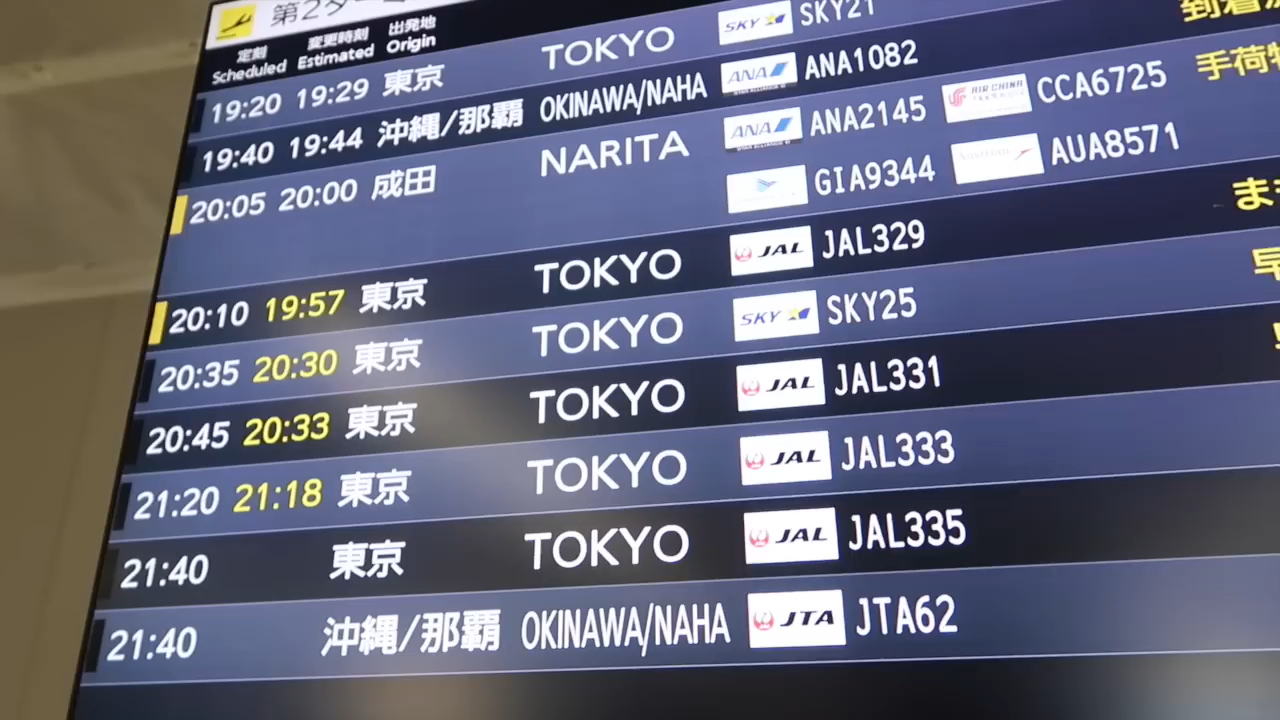 第2ターミ
定刻 変更時刻 出発地
Scheduled Estimated Origin
19:20 19:29 東京 TOKYO SKY SKY21 到着
19:40 19:44 沖縄/那覇 OKINAWA/NAHA ANA ANA1082 手荷物
20:05 20:00 成田 NARITA ANA ANA2145 AIR CHINA CCA6725
GIA9344 Austrian AUA8571
20:10 19:57 東京 TOKYO JAL JAL329 ま
20:35 20:30 東京 TOKYO SKY SKY25 早
20:45 20:33 東京 TOKYO JAL JAL331
21:20 21:18 東京 TOKYO JAL JAL333
21:40 東京 TOKYO JAL JAL335
21:40 沖縄/那覇 OKINAWA/NAHA JTA JTA62